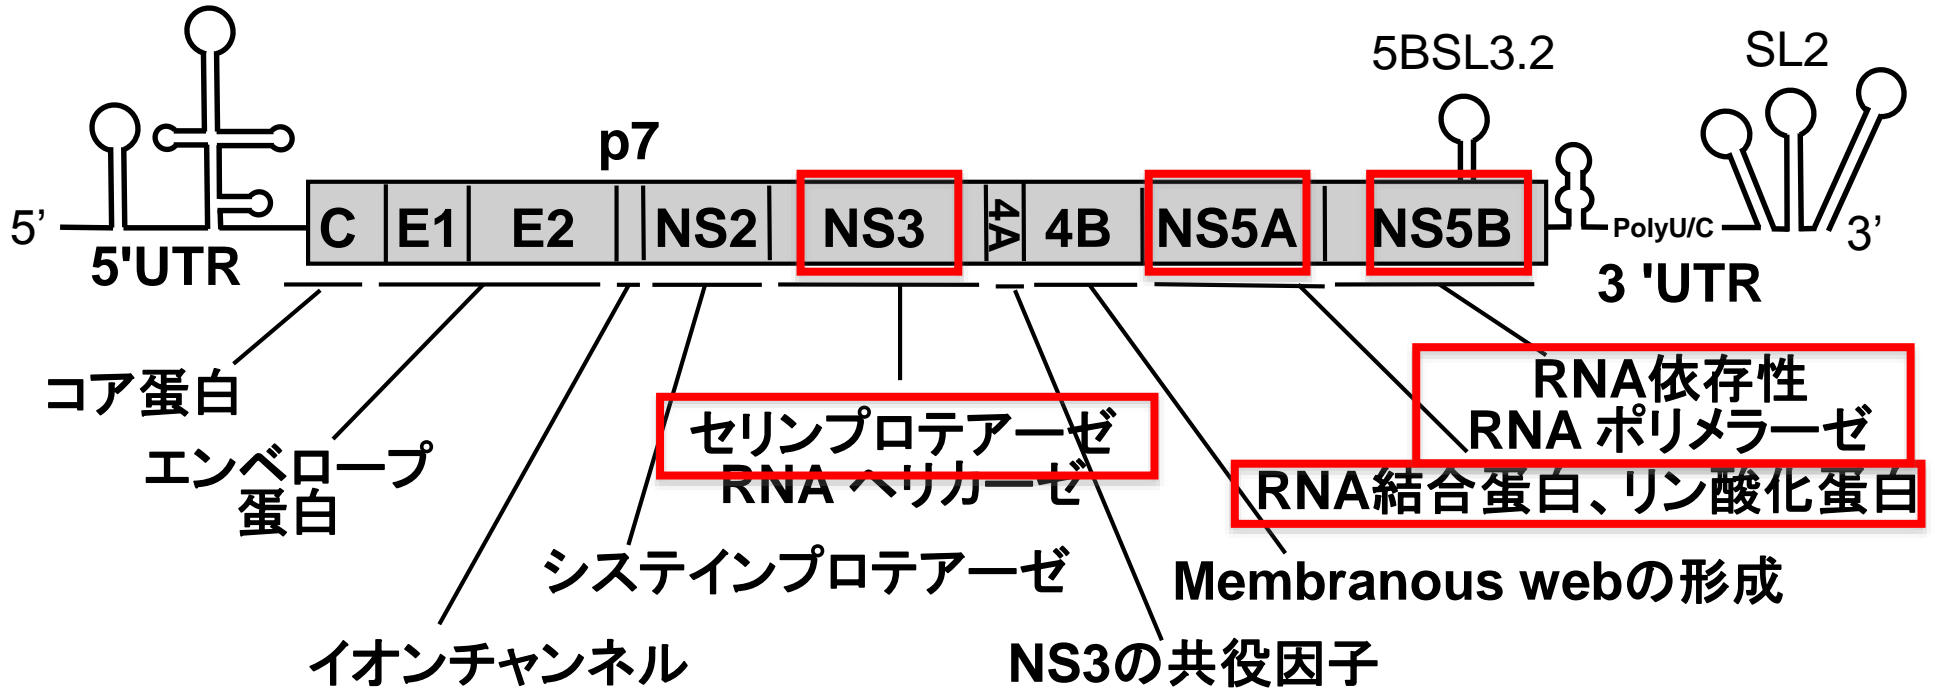 5BSL3.2
SL2
p7
5’
C
E1
E2
NS2
NS3
4A
4B
NS5A
NS5B
PolyU/C
3’
5'UTR
3 'UTR
コア蛋白
エンベロープ
蛋白
イオンチャンネル
システインプロテアーゼ
セリンプロテアーゼ
RNA ヘリカーゼ
NS3の共役因子
Membranous webの形成
RNA結合蛋白、リン酸化蛋白
RNA依存性
RNA ポリメラーゼ